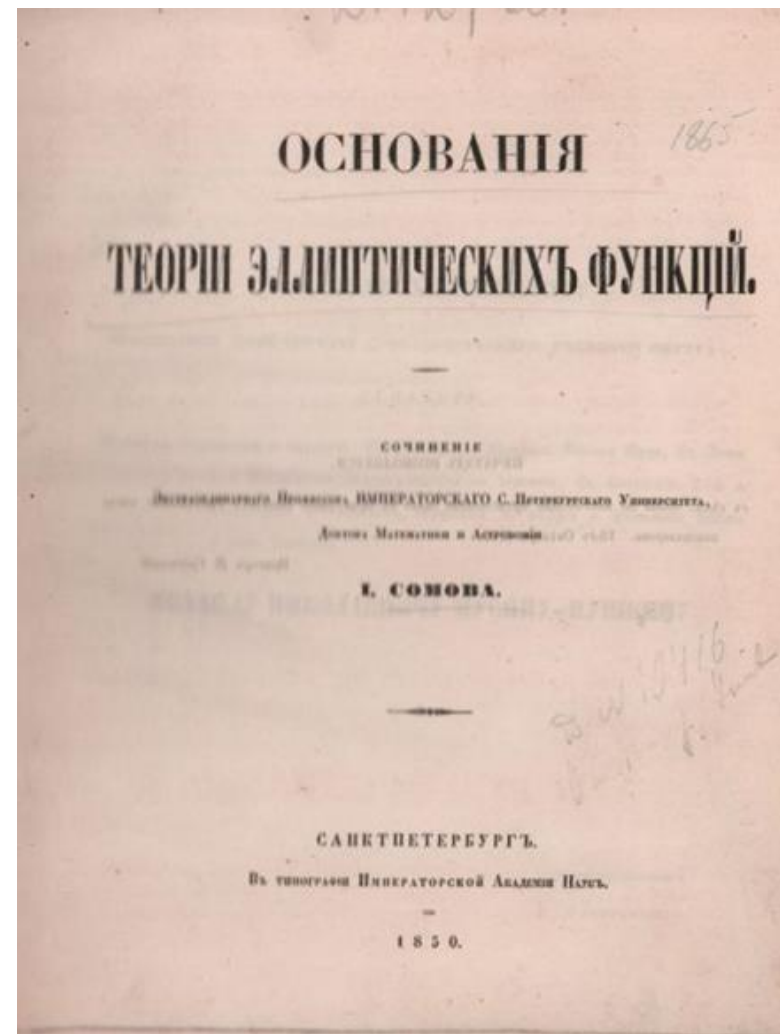 1865
ОСНОВАНІЯ
ТЕОРІИ ЭЛЛИПТИЧЕСКИХЪ ФУНКЦІЙ.
СОЧИНЕНІЕ
Экстраординарнаго Профессора ИМПЕРАТОРСКАГО С. Петербургскаго Университета,
Доктора Математики и Астрономіи
І. СОМОВА.
САНКТПЕТЕРБУРГЪ.
Въ типографіи Императорской Академіи Наукъ.
1850.